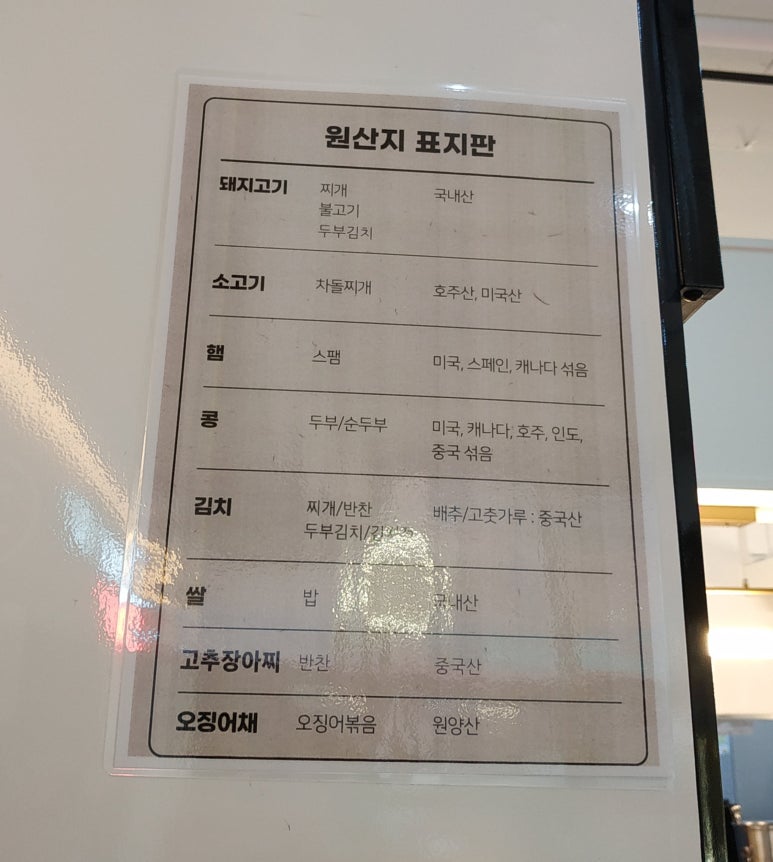 원산지 표지판
돼지고기 찌개 국내산
불고기
두부김치
소고기 차돌찌개 호주산, 미국산
햄 스팸 미국, 스페인, 캐나다 섞음
콩 두부/순두부 미국, 캐나다, 호주, 인도,
중국 섞음
김치 찌개/반찬 배추/고춧가루 : 중국산
두부김치/
쌀 밥 국내산
고추장아찌 반찬 중국산
오징어채 오징어볶음 원양산